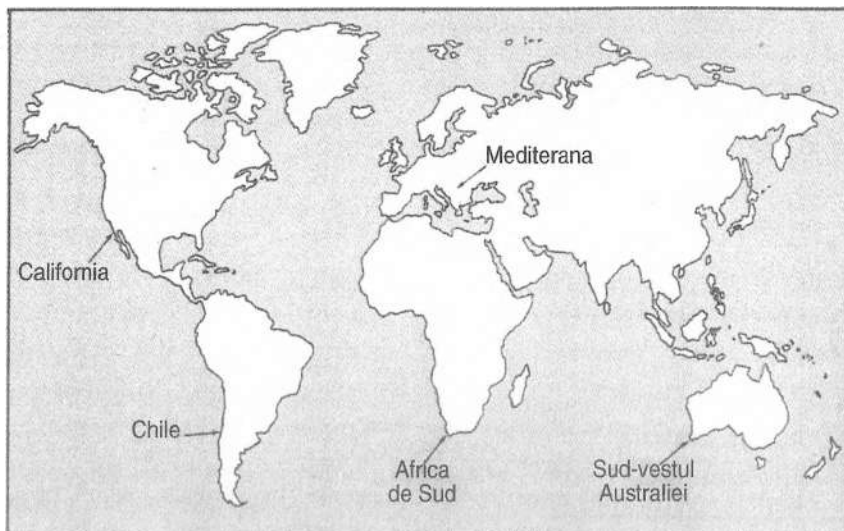 Mediterana
California
Chile
Africa
de Sud
Sud-vestul
Australiei